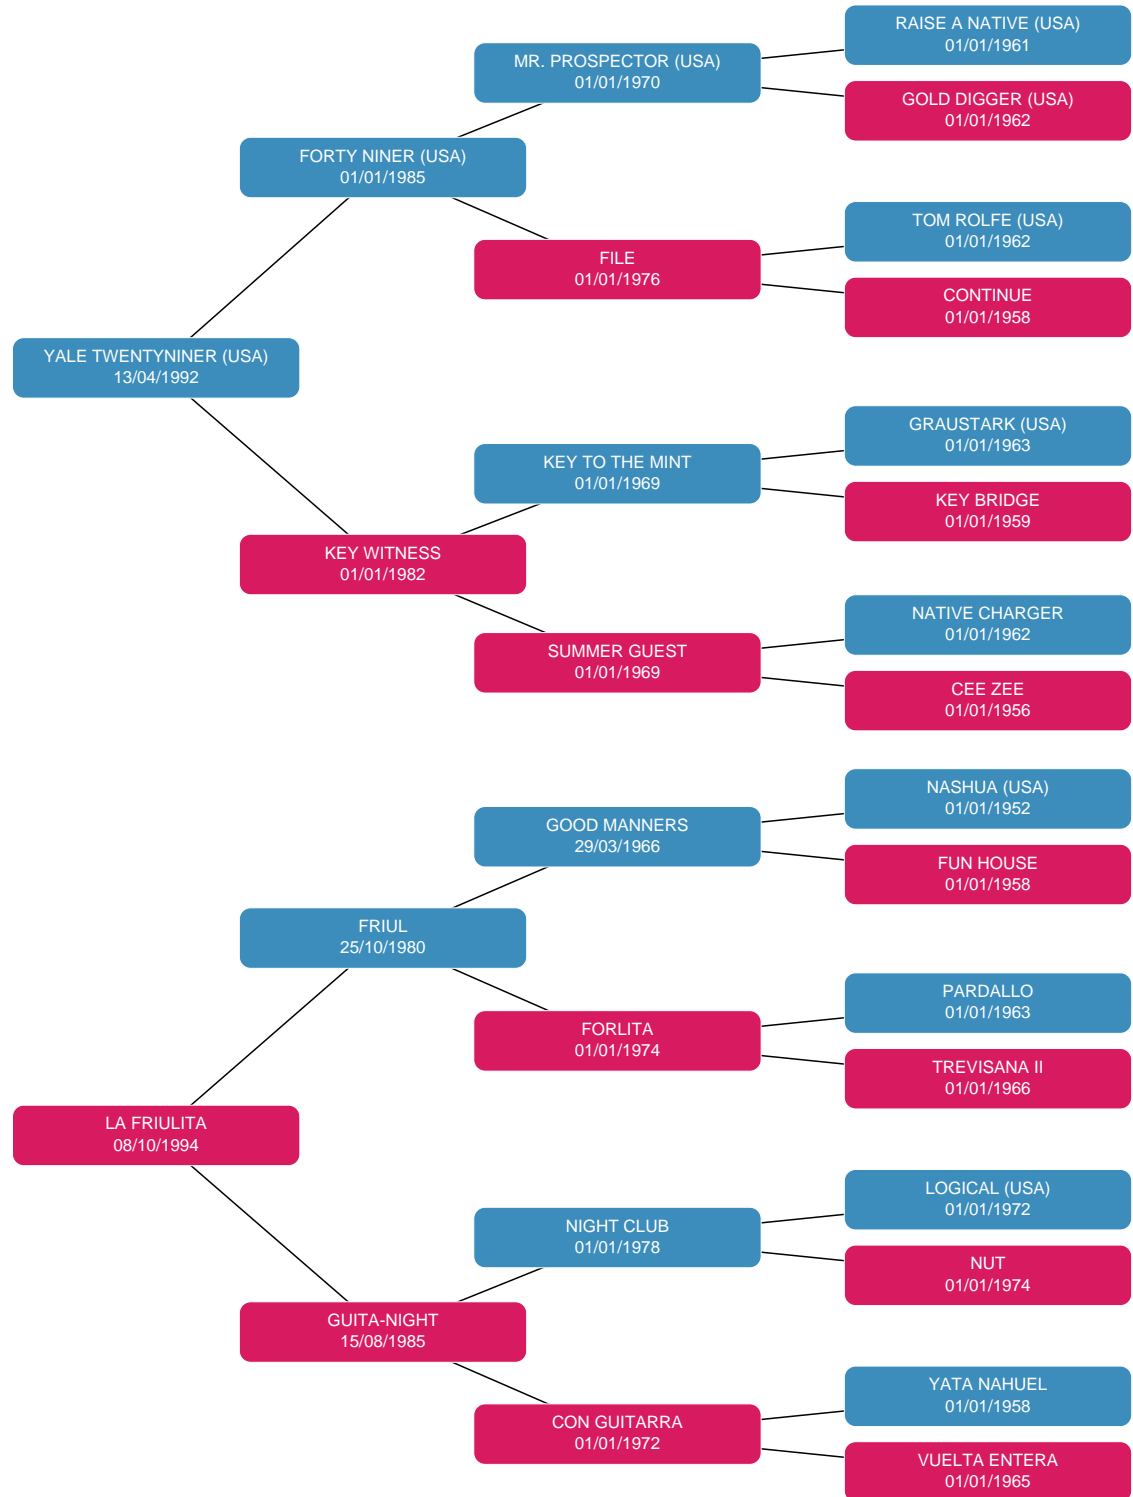 RAISE A NATIVE (USA)
01/01/1961
MR. PROSPECTOR (USA)
01/01/1970
GOLD DIGGER (USA)
01/01/1962
FORTY NINER (USA)
01/01/1985
TOM ROLFE (USA)
01/01/1962
FILE
01/01/1976
CONTINUE
01/01/1958
YALE TWENTYNINER (USA)
13/04/1992
GRAUSTARK (USA)
01/01/1963
KEY TO THE MINT
01/01/1969
KEY BRIDGE
01/01/1959
KEY WITNESS
01/01/1982
NATIVE CHARGER
01/01/1962
SUMMER GUEST
01/01/1969
CEE ZEE
01/01/1956
NASHUA (USA)
01/01/1952
GOOD MANNERS
29/03/1966
FUN HOUSE
01/01/1958
FRIUL
25/10/1980
PARDALLO
01/01/1963
FORLITA
01/01/1974
TREVISANA II
01/01/1966
LA FRIULITA
08/10/1994
LOGICAL (USA)
01/01/1972
NIGHT CLUB
01/01/1978
NUT
01/01/1974
GUITA-NIGHT
15/08/1985
YATA NAHUEL
01/01/1958
CON GUITARRA
01/01/1972
VUELTA ENTERA
01/01/1965